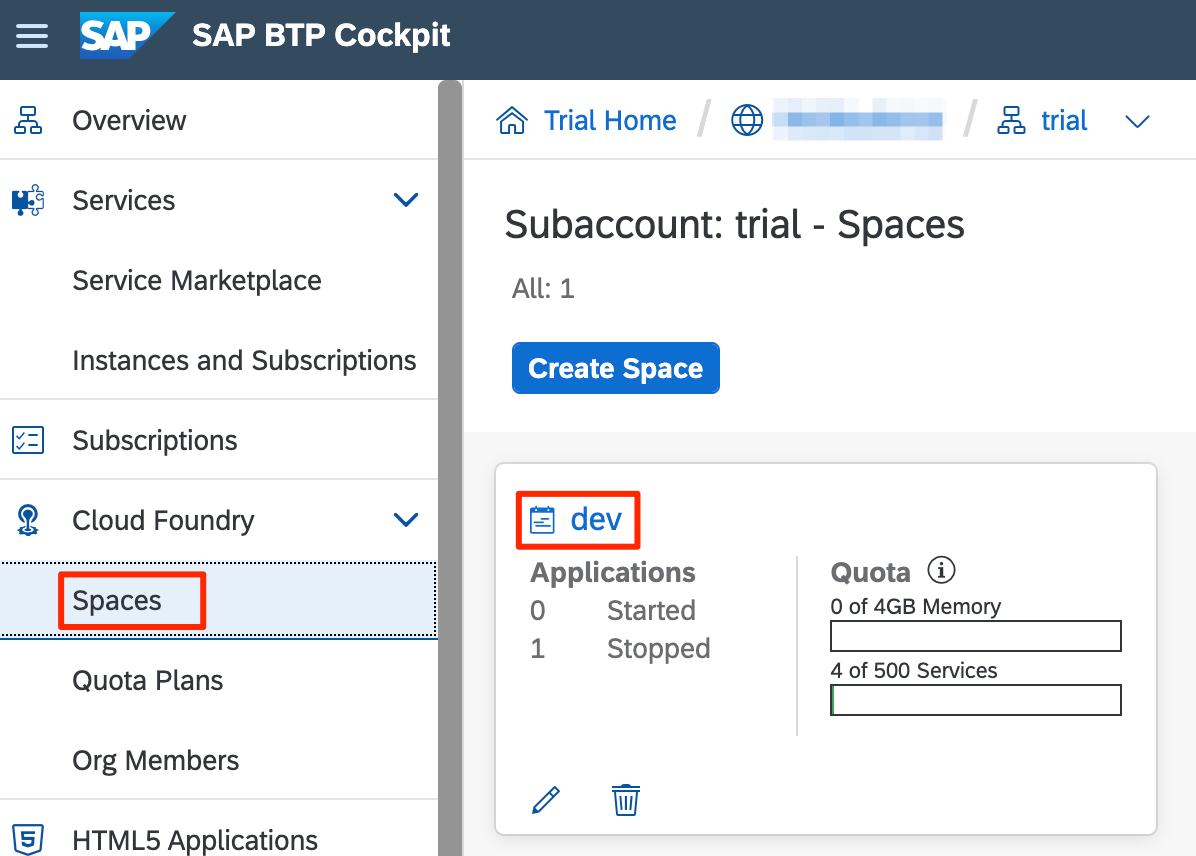 SAP SAP BTP Cockpit
Overview
Services
Service Marketplace
Instances and Subscriptions
Subscriptions
Cloud Foundry
Spaces
Quota Plans
Org Members
5 HTML5 Applications
Trial Home / / trial
Subaccount: trial - Spaces
All: 1
Create Space
dev
Applications
0 Started
1 Stopped
Quota
0 of 4GB Memory
4 of 500 Services